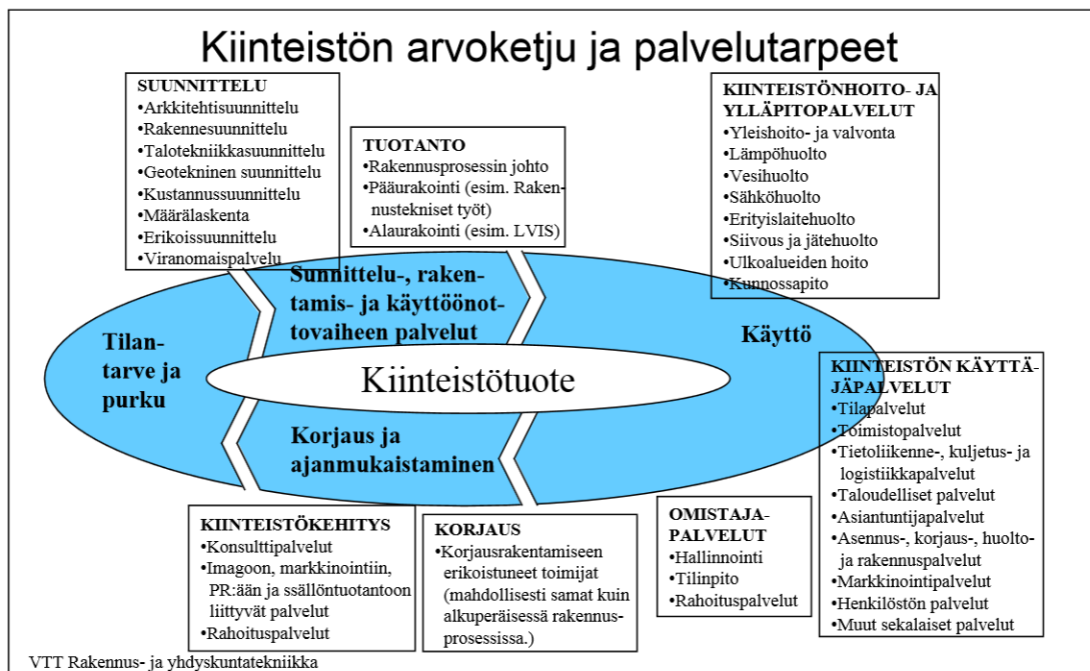 Kiinteistön arvoketju ja palvelutarpeet
SUUNNITTELU
•Arkkitehtisuunnittelu
•Rakennesuunnittelu
•Talotekniikkasuunnittelu
•Geotekninen suunnittelu
•Kustannussuunnittelu
•Määrälaskenta
•Erikoissuunnittelu
•Viranomaispalvelu
TUOTANTO
•Rakennusprosessin johto
•Pääurakointi (esim. Raken-
nustekniset työt)
•Alaurakointi (esim. LVIS)
KIINTEISTÖNHOITO- JA
YLLÄPITOPALVELUT
•Yleishoito- ja valvonta
•Lämpöhuolto
•Vesihuolto
•Sähköhuolto
•Erityislaitehuolto
•Siivous ja jätehuolto
•Ulkoalueiden hoito
•Kunnossapito
Tilan-
tarve ja
purku
Sunnittelu-, raken-
tamis- ja käyttöönot-
tovaiheen palvelut
Käyttö
Kiinteistötuote
Korjaus ja
ajanmukaistaminen
KIINTEISTÖN KÄYTTÄ-
JÄPALVELUT
•Tilapalvelut
•Toimistopalvelut
•Tietoliikenne-, kuljetus- ja
logistiikkapalvelut
•Taloudelliset palvelut
•Asiantuntijapalvelut
•Asennus-, korjaus-, huolto-
ja rakennuspalvelut
•Markkinointipalvelut
•Henkilöstön palvelut
•Muut sekalaiset palvelut
KIINTEISTÖKEHITYS
•Konsulttipalvelut
•Imagoon, markkinointiin,
PR:ään ja ssällöntuotantoon
liittyvät palvelut
•Rahoituspalvelut
KORJAUS
•Korjausrakentamiseen
erikoistuneet toimijat
(mahdollisesti samat kuin
alkuperäisessä rakennus-
prosessissa.)
OMISTAJA-
PALVELUT
•Hallinnointi
•Tilinpito
•Rahoituspalvelut
VTT Rakennus- ja yhdyskuntatekniikka